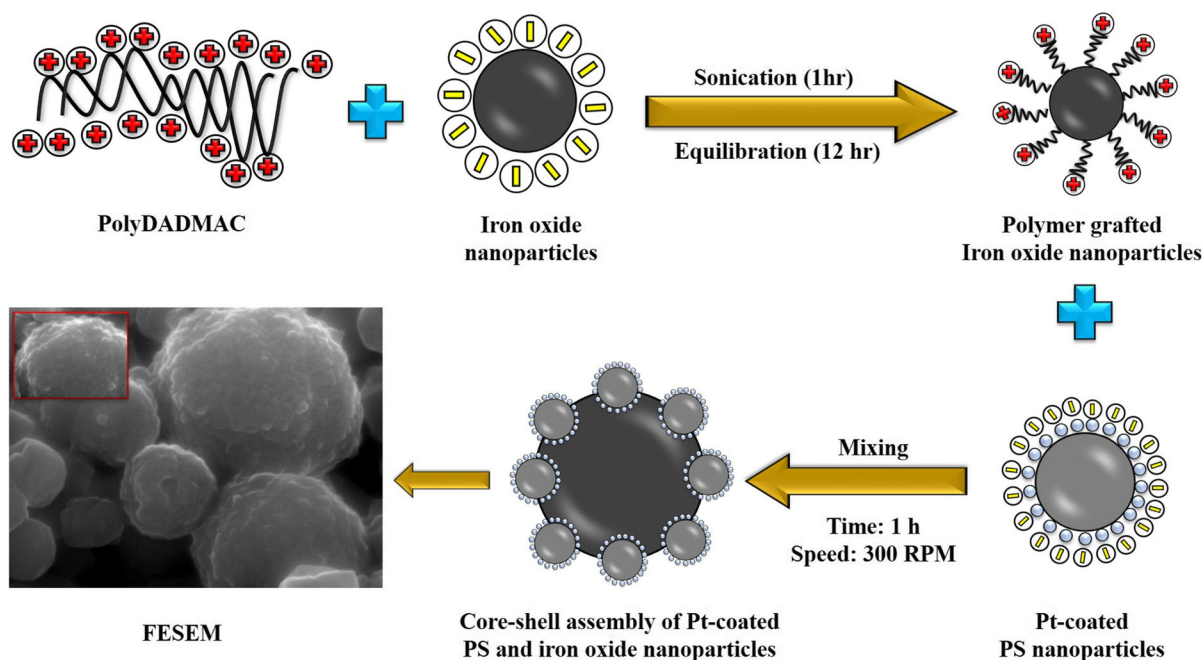 Sonication (1hr)
Equilibration (12 hr)
PolyDADMAC
Iron oxide
nanoparticles
Polymer grafted
Iron oxide nanoparticles
Mixing
Time: 1 h
Speed: 300 RPM
FESEM
Core-shell assembly of Pt-coated
PS and iron oxide nanoparticles
Pt-coated
PS nanoparticles